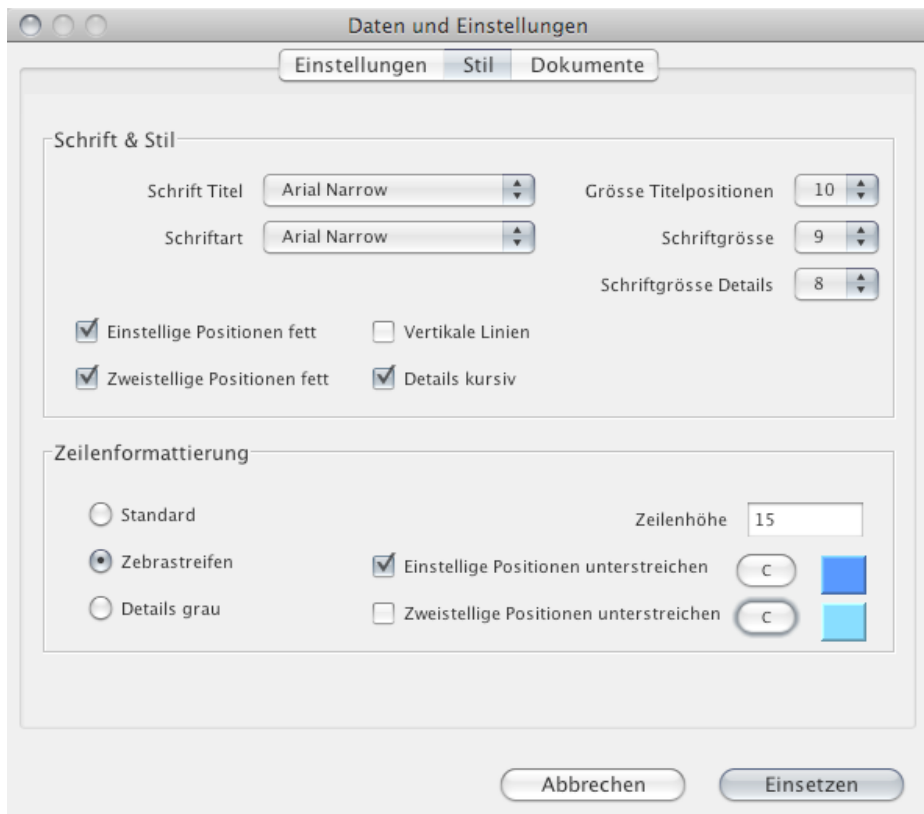 Daten und Einstellungen
Einstellungen Stil Dokumente
Schrift & Stil
Schrift Titel Arial Narrow Grösse Titelpositionen 10
Schriftart Arial Narrow Schriftgrösse 9
Schriftgrösse Details 8
Einstellige Positionen fett Vertikale Linien
Zweistellige Positionen fett Details kursiv
Zeilenformattierung
Standard Zeilenhöhe 15
Zebrastreifen Einstellige Positionen unterstreichen C
Details grau Zweistellige Positionen unterstreichen C
Abbrechen Einsetzen